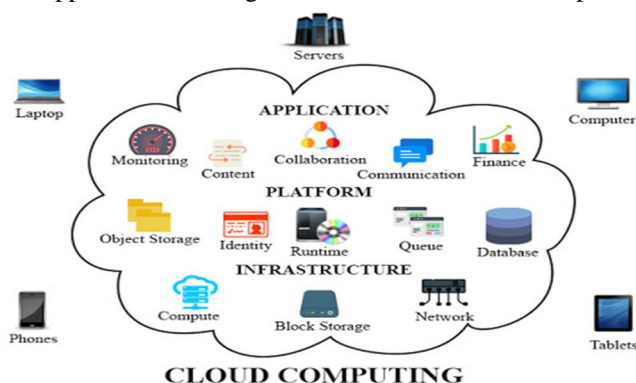 Servers
Laptop
Computer
APPLICATION
Monitoring
Content
Collaboration
Communication
Finance
PLATFORM
Object Storage
Identity
Runtime
Queue
Database
INFRASTRUCTURE
Compute
Block Storage
Network
Phones
Tablets
CLOUD COMPUTING